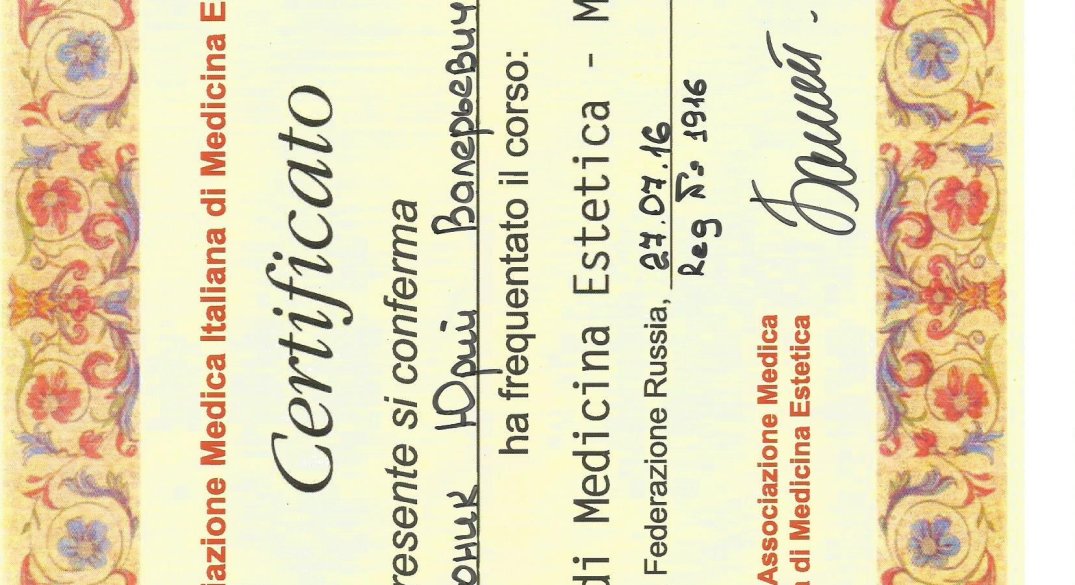 iazione Medica Italiana di Medicina E
Certificato
resente si conferma
оник Юрий Валерьевич
ha frequentato il corso:
di Medicina Estetica - M
Federazione Russia, 27.07.16
Reg №: 1916
Associazione Medica
a di Medicina Estetica